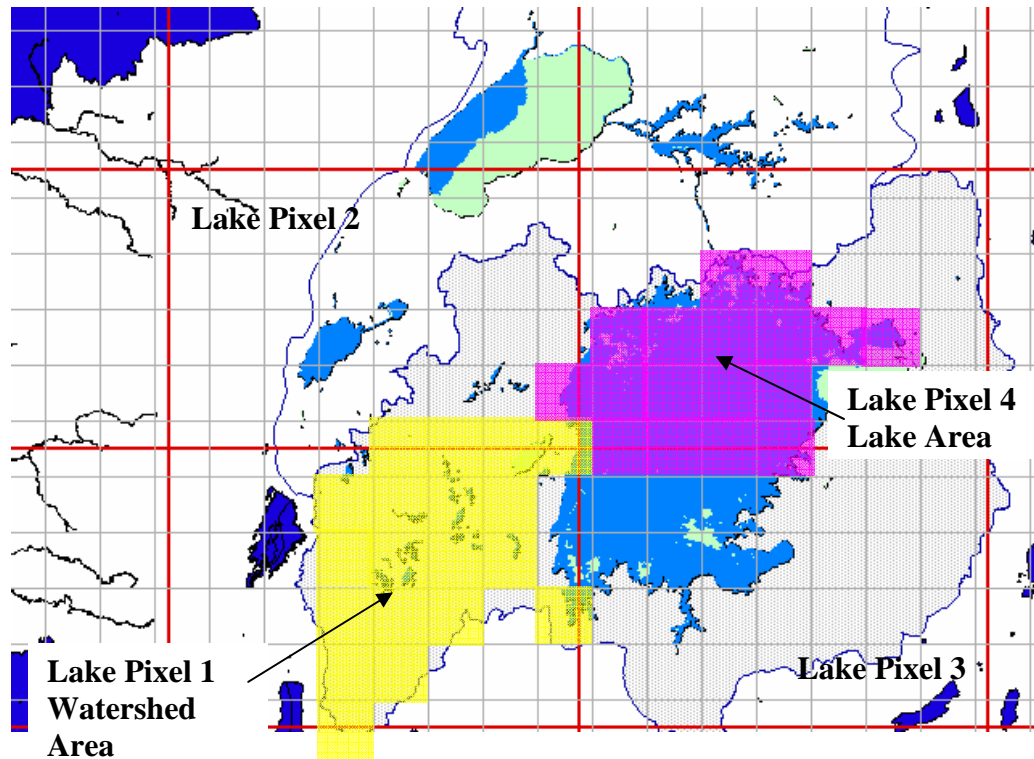 Lake Pixel 2
Lake Pixel 4
Lake Area
Lake Pixel 1
Watershed
Area
Lake Pixel 3